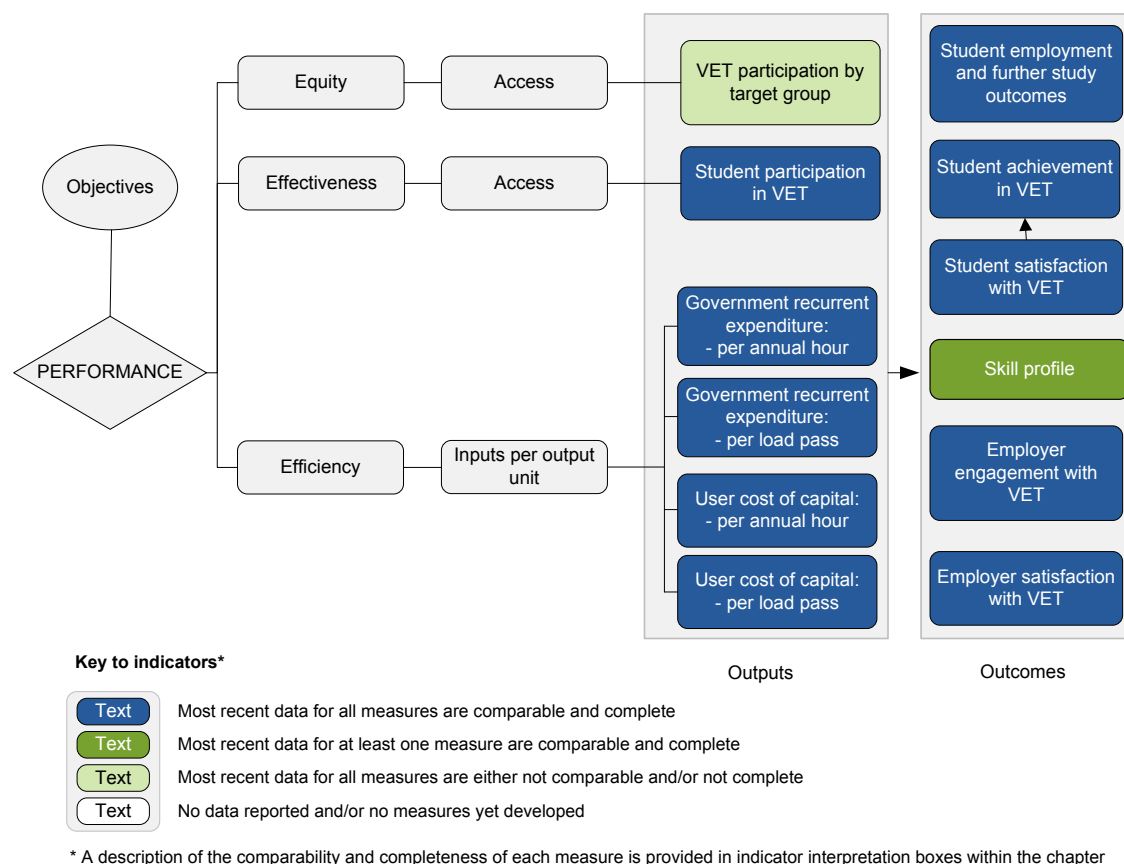 Objectives
PERFORMANCE
Equity
Access
VET participation by
target group
Effectiveness
Access
Student participation
in VET
Efficiency
Inputs per output
unit
Government recurrent
expenditure:
- per annual hour
Government recurrent
expenditure:
- per load pass
User cost of capital:
- per annual hour
User cost of capital:
- per load pass
Outputs
Student employment
and further study
outcomes
Student achievement
in VET
Student satisfaction
with VET
Skill profile
Employer
engagement with
VET
Employer satisfaction
with VET
Outcomes
Key to indicators*
Text Most recent data for all measures are comparable and complete
Text Most recent data for at least one measure are comparable and complete
Text Most recent data for all measures are either not comparable and/or not complete
Text No data reported and/or no measures yet developed
* A description of the comparability and completeness of each measure is provided in indicator interpretation boxes within the chapter